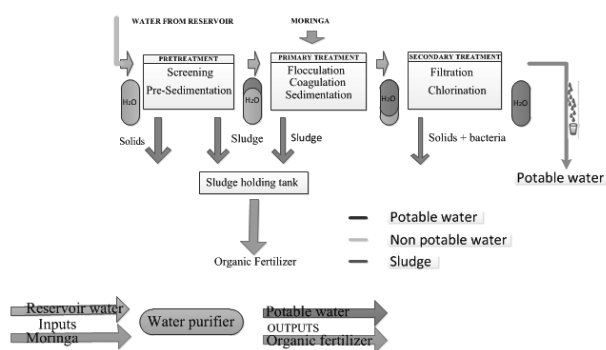 WATER FROM RESERVOIR
MORINGA
PRETREATMENT
Screening
Pre-Sedimentation
PRIMARY TREATMENT
Flocculation
Coagulation
Sedimentation
SECONDARY TREATMENT
Filtration
Chlorination
H₂O
H₂O
H₂O
H₂O
Solids
Sludge
Sludge
Solids + bacteria
Potable water
Sludge holding tank
Organic Fertilizer
Potable water
Non potable water
Sludge
Reservoir water
Inputs
Moringa
Water purifier
Potable water
OUTPUTS
Organic fertilizer